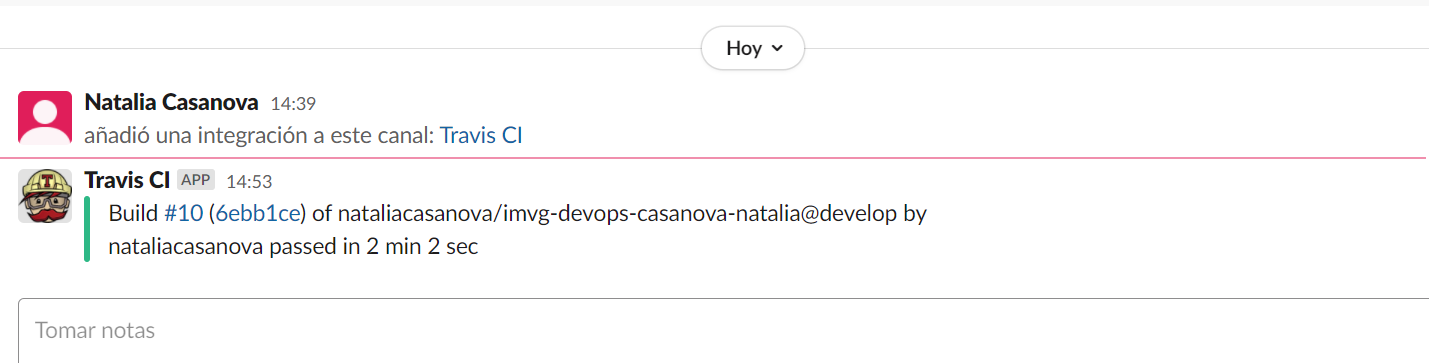 Hoy
Natalia Casanova 14:39
añadió una integración a este canal: Travis CI
T
Travis CI APP 14:53
Build #10 (6ebb1ce) of nataliacasanova/imvg-devops-casanova-natalia@develop by
nataliacasanova passed in 2 min 2 sec
Tomar notas